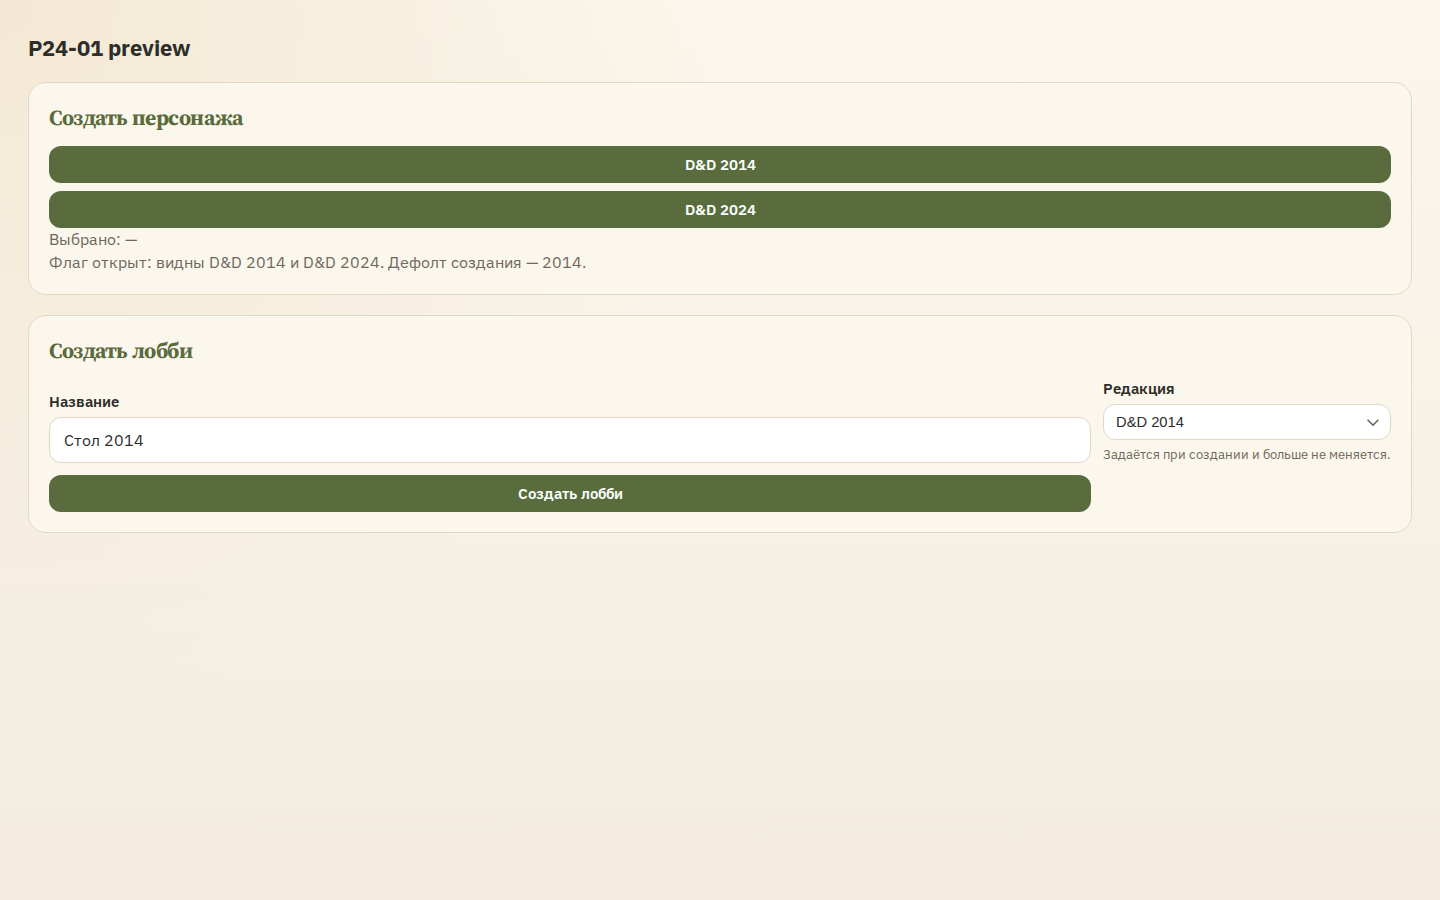 P24-01 preview
Создать персонажа
D&D 2014
D&D 2024
Выбрано: —
Флаг открыт: видны D&D 2014 и D&D 2024. Дефолт создания — 2014.
Создать лобби
Название
Стол 2014
Создать лобби
Редакция
D&D 2014
Задаётся при создании и больше не меняется.